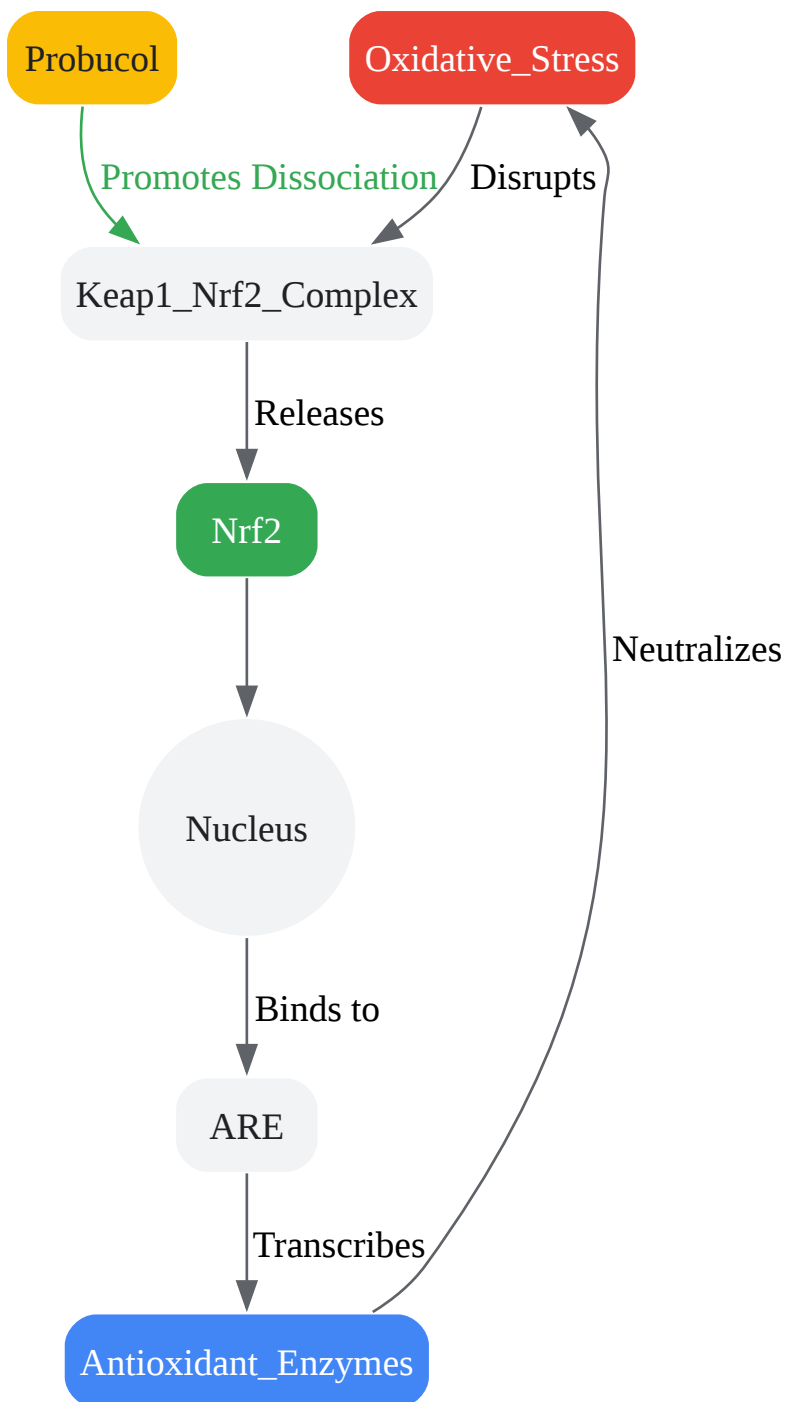 Probucol
Oxidative_Stress
Promotes Dissociation
Disrupts
Keap1_Nrf2_Complex
Releases
Nrf2
Neutralizes
Nucleus
Binds to
ARE
Transcribes
Antioxidant_Enzymes